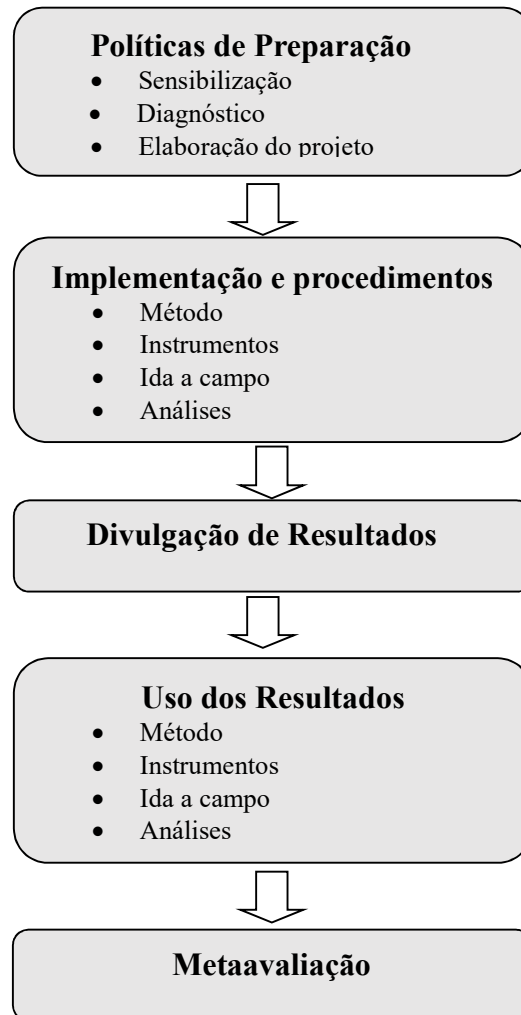 Políticas de Preparação
• Sensibilização
• Diagnóstico
• Elaboração do projeto
Implementação e procedimentos
• Método
• Instrumentos
• Ida a campo
• Análises
Divulgação de Resultados
Uso dos Resultados
• Método
• Instrumentos
• Ida a campo
• Análises
Metaavaliação